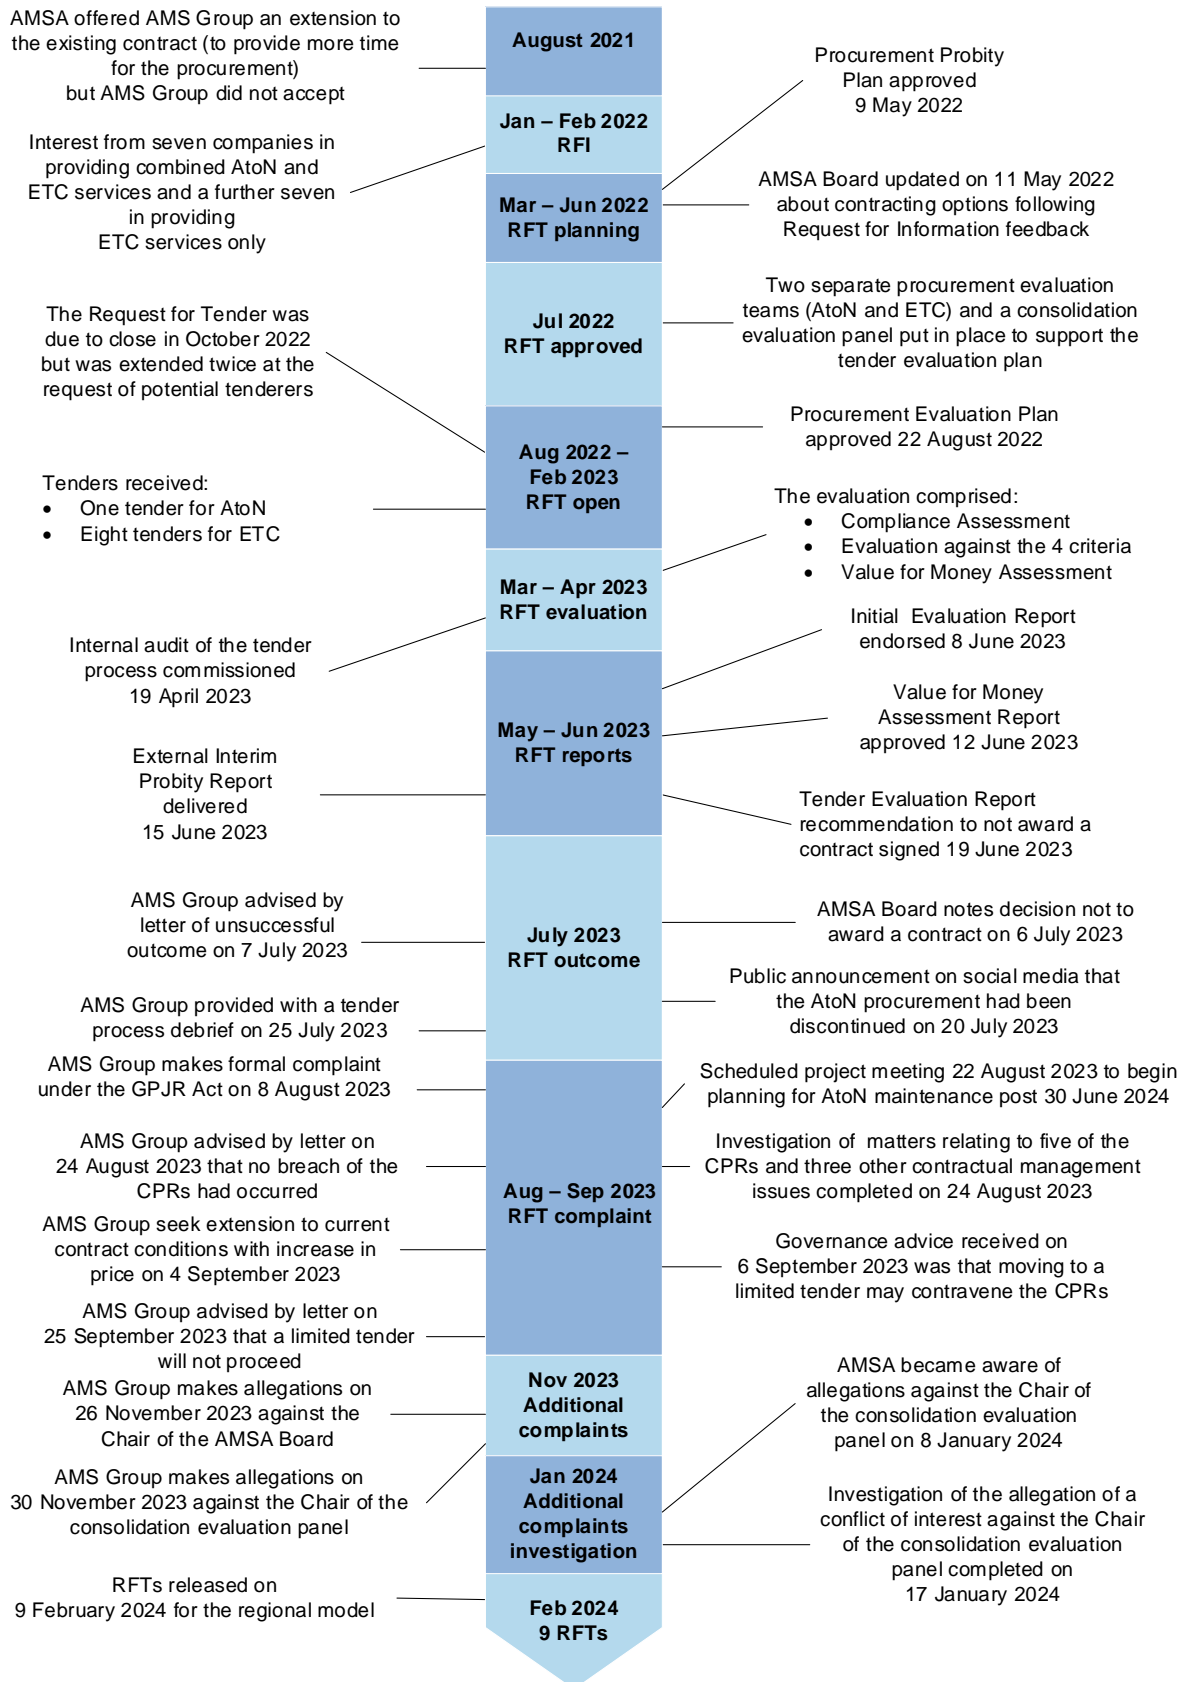 AMSA offered AMS Group an extension to
the existing contract (to provide more time
for the procurement)
but AMS Group did not accept
August 2021
Procurement Probity
Plan approved
9 May 2022
Jan – Feb 2022
RFI
Interest from seven companies in
providing combined AtoN and
ETC services and a further seven
in providing
ETC services only
Mar – Jun 2022
RFT planning
AMSA Board updated on 11 May 2022
about contracting options following
Request for Information feedback
Two separate procurement evaluation
teams (AtoN and ETC) and a consolidation
evaluation panel put in place to support the
tender evaluation plan
Jul 2022
RFT approved
The Request for Tender was
due to close in October 2022
but was extended twice at the
request of potential tenderers
Procurement Evaluation Plan
approved 22 August 2022
Aug 2022 –
Feb 2023
RFT open
Tenders received:
• One tender for AtoN
• Eight tenders for ETC
The evaluation comprised:
• Compliance Assessment
• Evaluation against the 4 criteria
• Value for Money Assessment
Mar – Apr 2023
RFT evaluation
Internal audit of the tender
process commissioned
19 April 2023
Initial Evaluation Report
endorsed 8 June 2023
Value for Money
Assessment Report
approved 12 June 2023
May – Jun 2023
RFT reports
External Interim
Probity Report
delivered
15 June 2023
Tender Evaluation Report
recommendation to not award a
contract signed 19 June 2023
AMS Group advised by
letter of unsuccessful
outcome on 7 July 2023
July 2023
RFT outcome
AMSA Board notes decision not to
award a contract on 6 July 2023
Public announcement on social media that
the AtoN procurement had been
discontinued on 20 July 2023
AMS Group provided with a tender
process debrief on 25 July 2023
AMS Group makes formal complaint
under the GPJR Act on 8 August 2023
Scheduled project meeting 22 August 2023 to begin
planning for AtoN maintenance post 30 June 2024
AMS Group advised by letter on
24 August 2023 that no breach of the
CPRs had occurred
Investigation of matters relating to five of the
CPRs and three other contractual management
issues completed on 24 August 2023
Aug – Sep 2023
RFT complaint
AMS Group seek extension to current
contract conditions with increase in
price on 4 September 2023
Governance advice received on
6 September 2023 was that moving to a
limited tender may contravene the CPRs
AMS Group advised by letter on
25 September 2023 that a limited tender
will not proceed
AMS Group makes allegations on
26 November 2023 against the
Chair of the AMSA Board
Nov 2023
Additional
complaints
AMSA became aware of
allegations against the Chair of
the consolidation evaluation
panel on 8 January 2024
AMS Group makes allegations on
30 November 2023 against the Chair of the
consolidation evaluation panel
Jan 2024
Additional
complaints
investigation
Investigation of the allegation of a
conflict of interest against the Chair
of the consolidation evaluation
panel completed on
17 January 2024
RFTs released on
9 February 2024 for the regional model
Feb 2024
9 RFTs